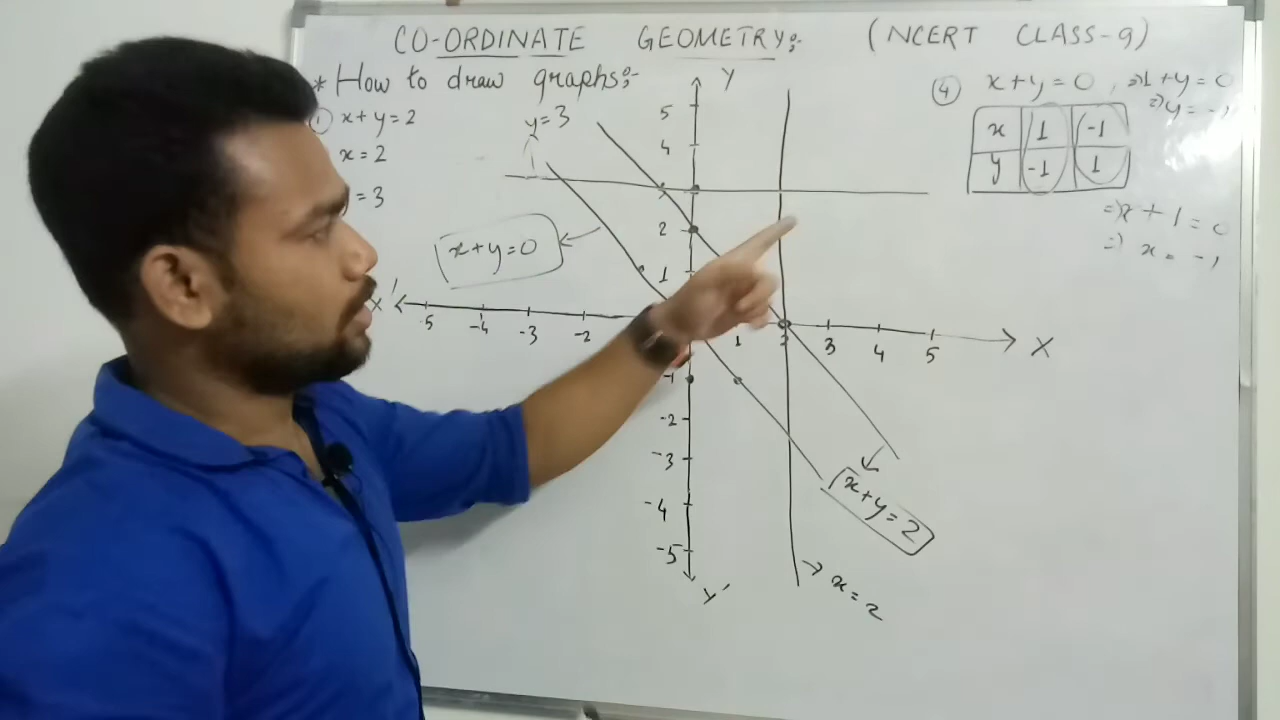 CO-ORDINATE GEOMETRY:- (NCERT CLASS-9)
* How to draw graphs:-
① x+y=2
x=2
=3
y=3
x+y=0
Y
5
4
2
1
-1
-2
-3
-4
-5
Y'
X'
-5 -4 -3 -2 1 2 3 4 5
X
x+y=2
→ x=2
④ x+y=0, ⇒ 1+y=0
⇒ y=-1
x 1 -1
y -1 1
⇒ x+1=0
⇒ x=-1